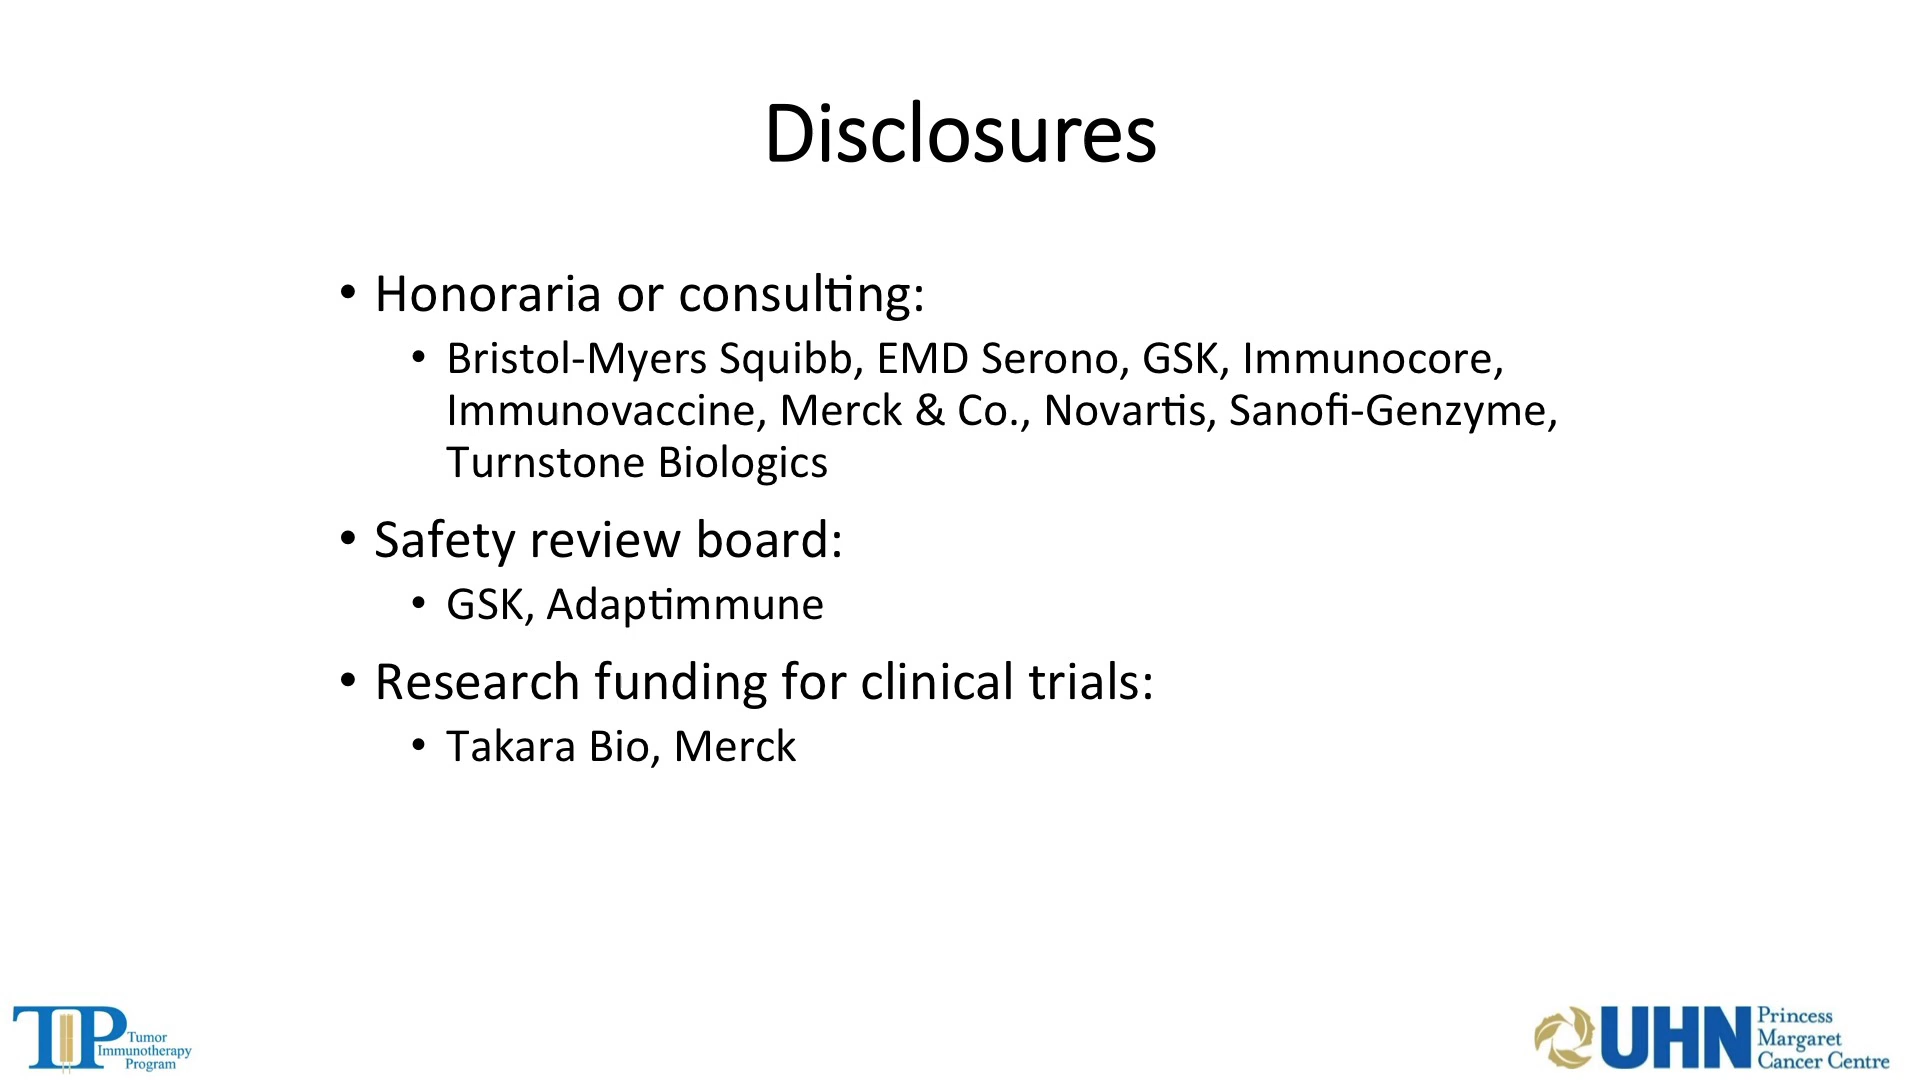 Disclosures
• Honoraria or consulting:
• Bristol-Myers Squibb, EMD Serono, GSK, Immunocore,
Immunovaccine, Merck & Co., Novartis, Sanofi-Genzyme,
Turnstone Biologics
• Safety review board:
• GSK, Adaptimmune
• Research funding for clinical trials:
• Takara Bio, Merck
TIP Tumor
Immunotherapy
Program
UHN Princess
Margaret
Cancer Centre